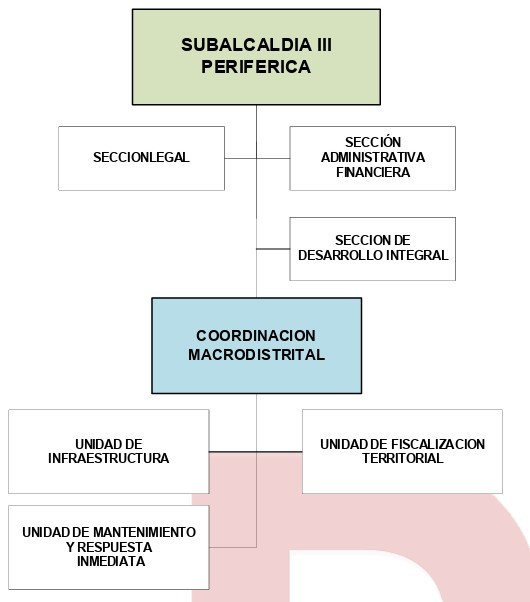 SUBALCALDIA III
PERIFERICA
SECCIONLEGAL
SECCIÓN
ADMINISTRATIVA
FINANCIERA
SECCION DE
DESARROLLO INTEGRAL
COORDINACION
MACRODISTRITAL
UNIDAD DE
INFRAESTRUCTURA
UNIDAD DE FISCALIZACION
TERRITORIAL
UNIDAD DE MANTENIMIENTO
Y RESPUESTA
INMEDIATA